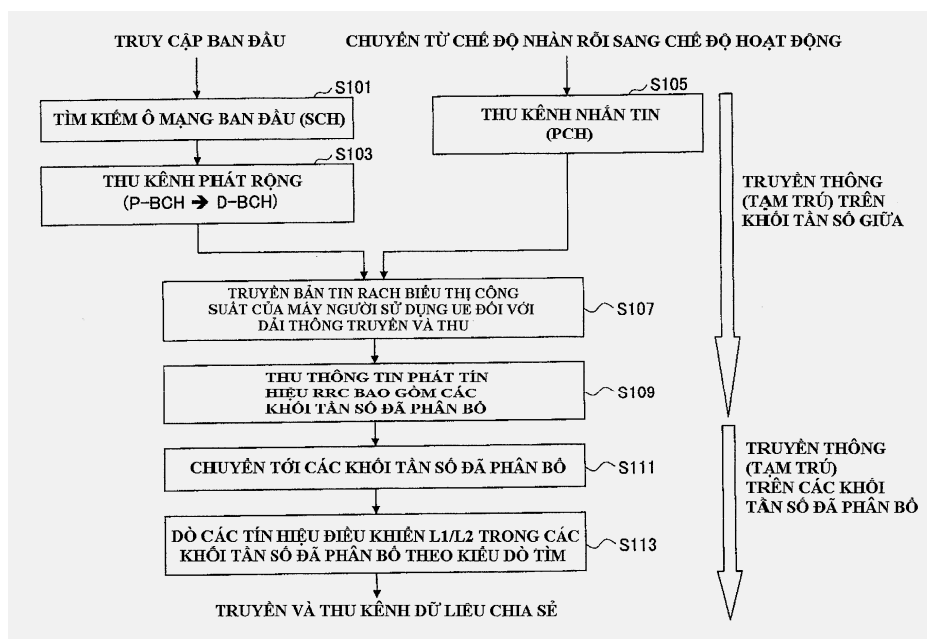 TRUY CẬP BAN ĐẦU
CHUYỂN TỪ CHẾ ĐỘ NHÀN RỖI SANG CHẾ ĐỘ HOẠT ĐỘNG
S101
TÌM KIẾM Ô MẠNG BAN ĐẦU (SCH)
S105
THU KÊNH NHẮN TIN
(PCH)
S103
THU KÊNH PHÁT RỘNG
(P-BCH → D-BCH)
TRUYỀN THÔNG
(TẠM TRÚ) TRÊN
KHỐI TẦN SỐ GIỮA
TRUYỀN BẢN TIN RACH BIỂU THỊ CÔNG
SUẤT CỦA MÁY NGƯỜI SỬ DỤNG UE ĐỐI VỚI
DẢI THÔNG TRUYỀN VÀ THU
S107
THU THÔNG TIN PHÁT TÍN
HIỆU RRC BAO GỒM CÁC
KHỐI TẦN SỐ ĐÃ PHÂN BỔ
S109
CHUYỂN TỚI CÁC KHỐI TẦN SỐ ĐÃ PHÂN BỔ
S111
TRUYỀN THÔNG
(TẠM TRÚ)
TRÊN CÁC KHỐI
TẦN SỐ ĐÃ PHÂN BỔ
DÒ CÁC TÍN HIỆU ĐIỀU KHIỂN L1/L2 TRONG CÁC
KHỐI TẦN SỐ ĐÃ PHÂN BỔ THEO KIỂU DÒ TÌM
S113
TRUYỀN VÀ THU KÊNH DỮ LIỆU CHIA SẺ